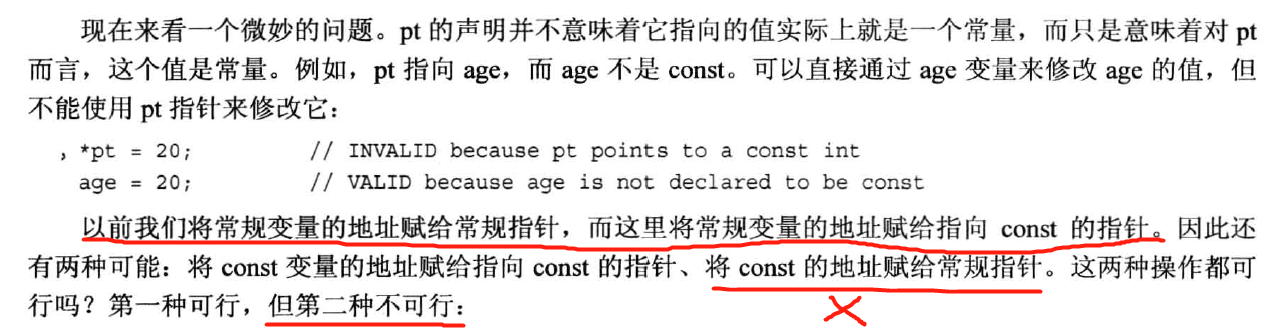 现在来看一个微妙的问题。pt 的声明并不意味着它指向的值实际上就是一个常量，而只是意味着对 pt
而言，这个值是常量。例如，pt 指向 age，而 age 不是 const。可以直接通过 age 变量来修改 age 的值，但
不能使用 pt 指针来修改它：
, *pt = 20; // INVALID because pt points to a const int
age = 20; // VALID because age is not declared to be const
以前我们将常规变量的地址赋给常规指针，而这里将常规变量的地址赋给指向 const 的指针。因此还
有两种可能：将 const 变量的地址赋给指向 const 的指针、将 const 的地址赋给常规指针。这两种操作都可
行吗？第一种可行，但第二种不可行：